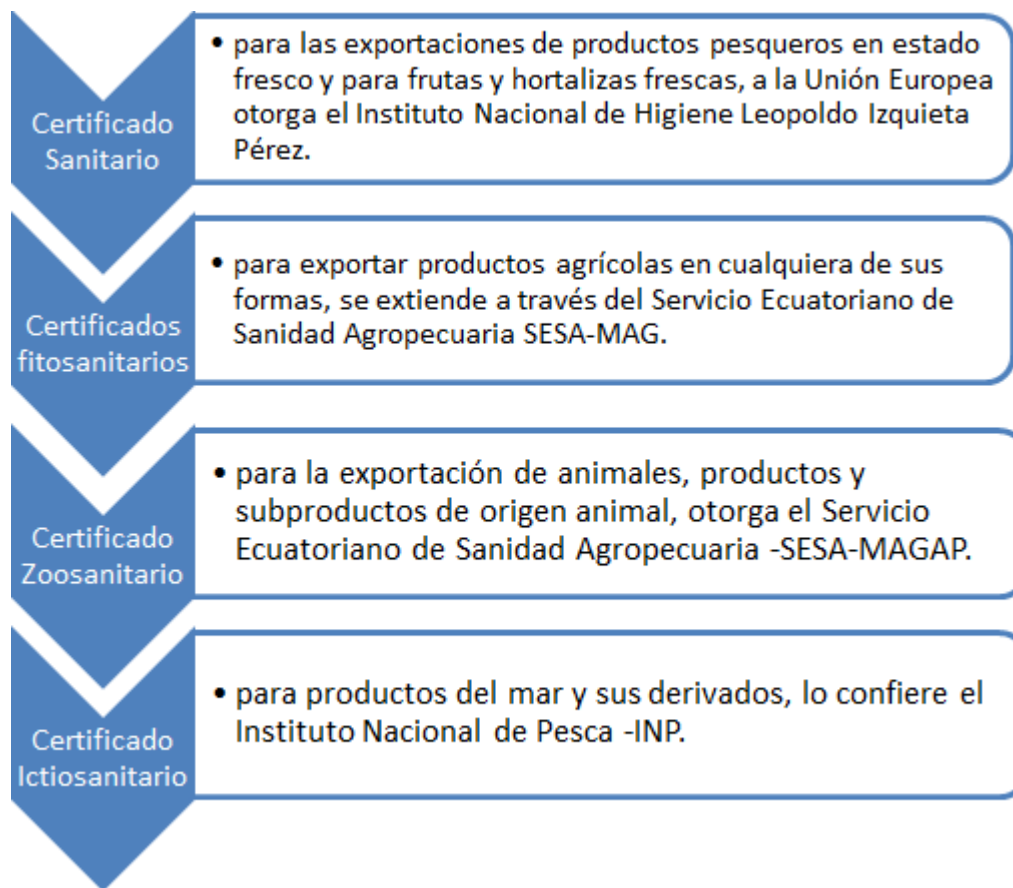 Certificado
Sanitario
• para las exportaciones de productos pesqueros en estado
fresco y para frutas y hortalizas frescas, a la Unión Europea
otorga el Instituto Nacional de Higiene Leopoldo Izquieta
Pérez.
Certificados
fitosanitarios
• para exportar productos agrícolas en cualquiera de sus
formas, se extiende a través del Servicio Ecuatoriano de
Sanidad Agropecuaria SESA-MAG.
Certificado
Zoosanitario
• para la exportación de animales, productos y
subproductos de origen animal, otorga el Servicio
Ecuatoriano de Sanidad Agropecuaria -SESA-MAGAP.
Certificado
Ictiosanitario
• para productos del mar y sus derivados, lo confiere el
Instituto Nacional de Pesca -INP.